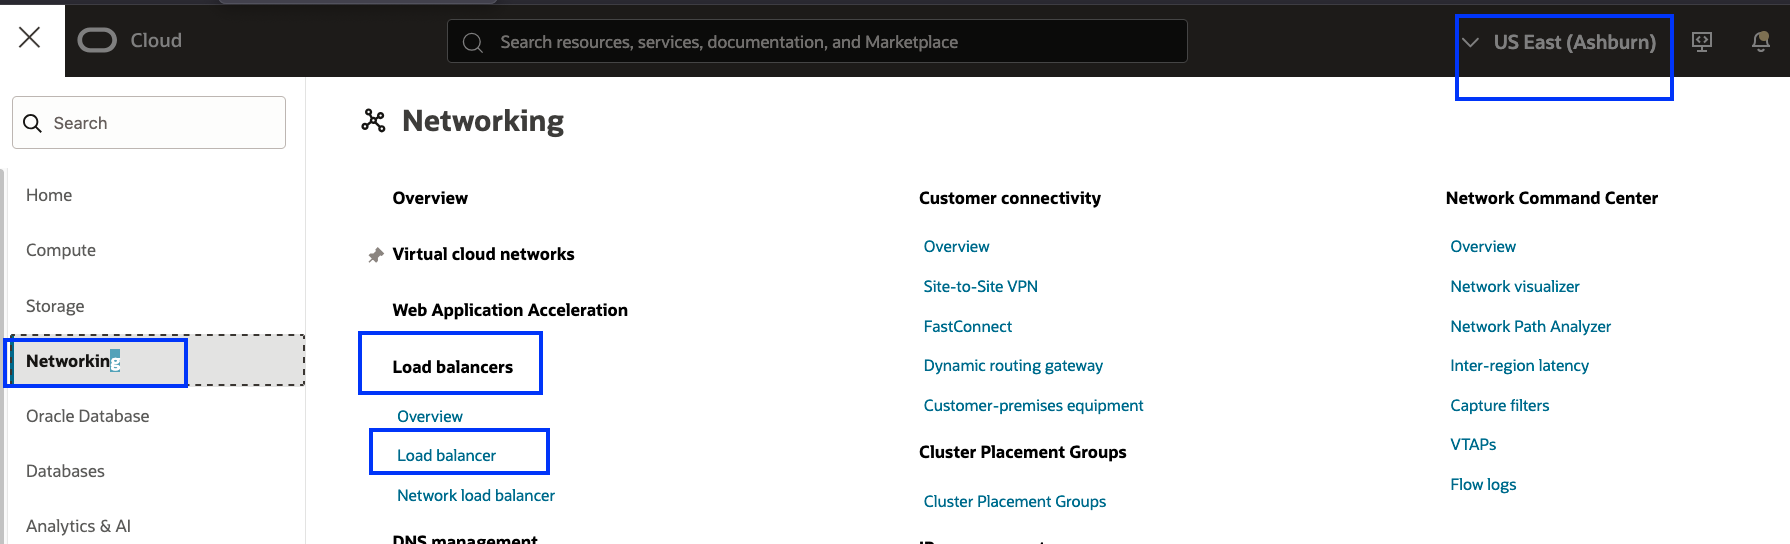 Cloud
Search resources, services, documentation, and Marketplace
US East (Ashburn)
Search
Home
Compute
Storage
Networking
Oracle Database
Databases
Analytics & AI
Networking
Overview
Virtual cloud networks
Web Application Acceleration
Load balancers
Overview
Load balancer
Network load balancer
DNS management
Customer connectivity
Overview
Site-to-Site VPN
FastConnect
Dynamic routing gateway
Customer-premises equipment
Cluster Placement Groups
Cluster Placement Groups
Network Command Center
Overview
Network visualizer
Network Path Analyzer
Inter-region latency
Capture filters
VTAPs
Flow logs